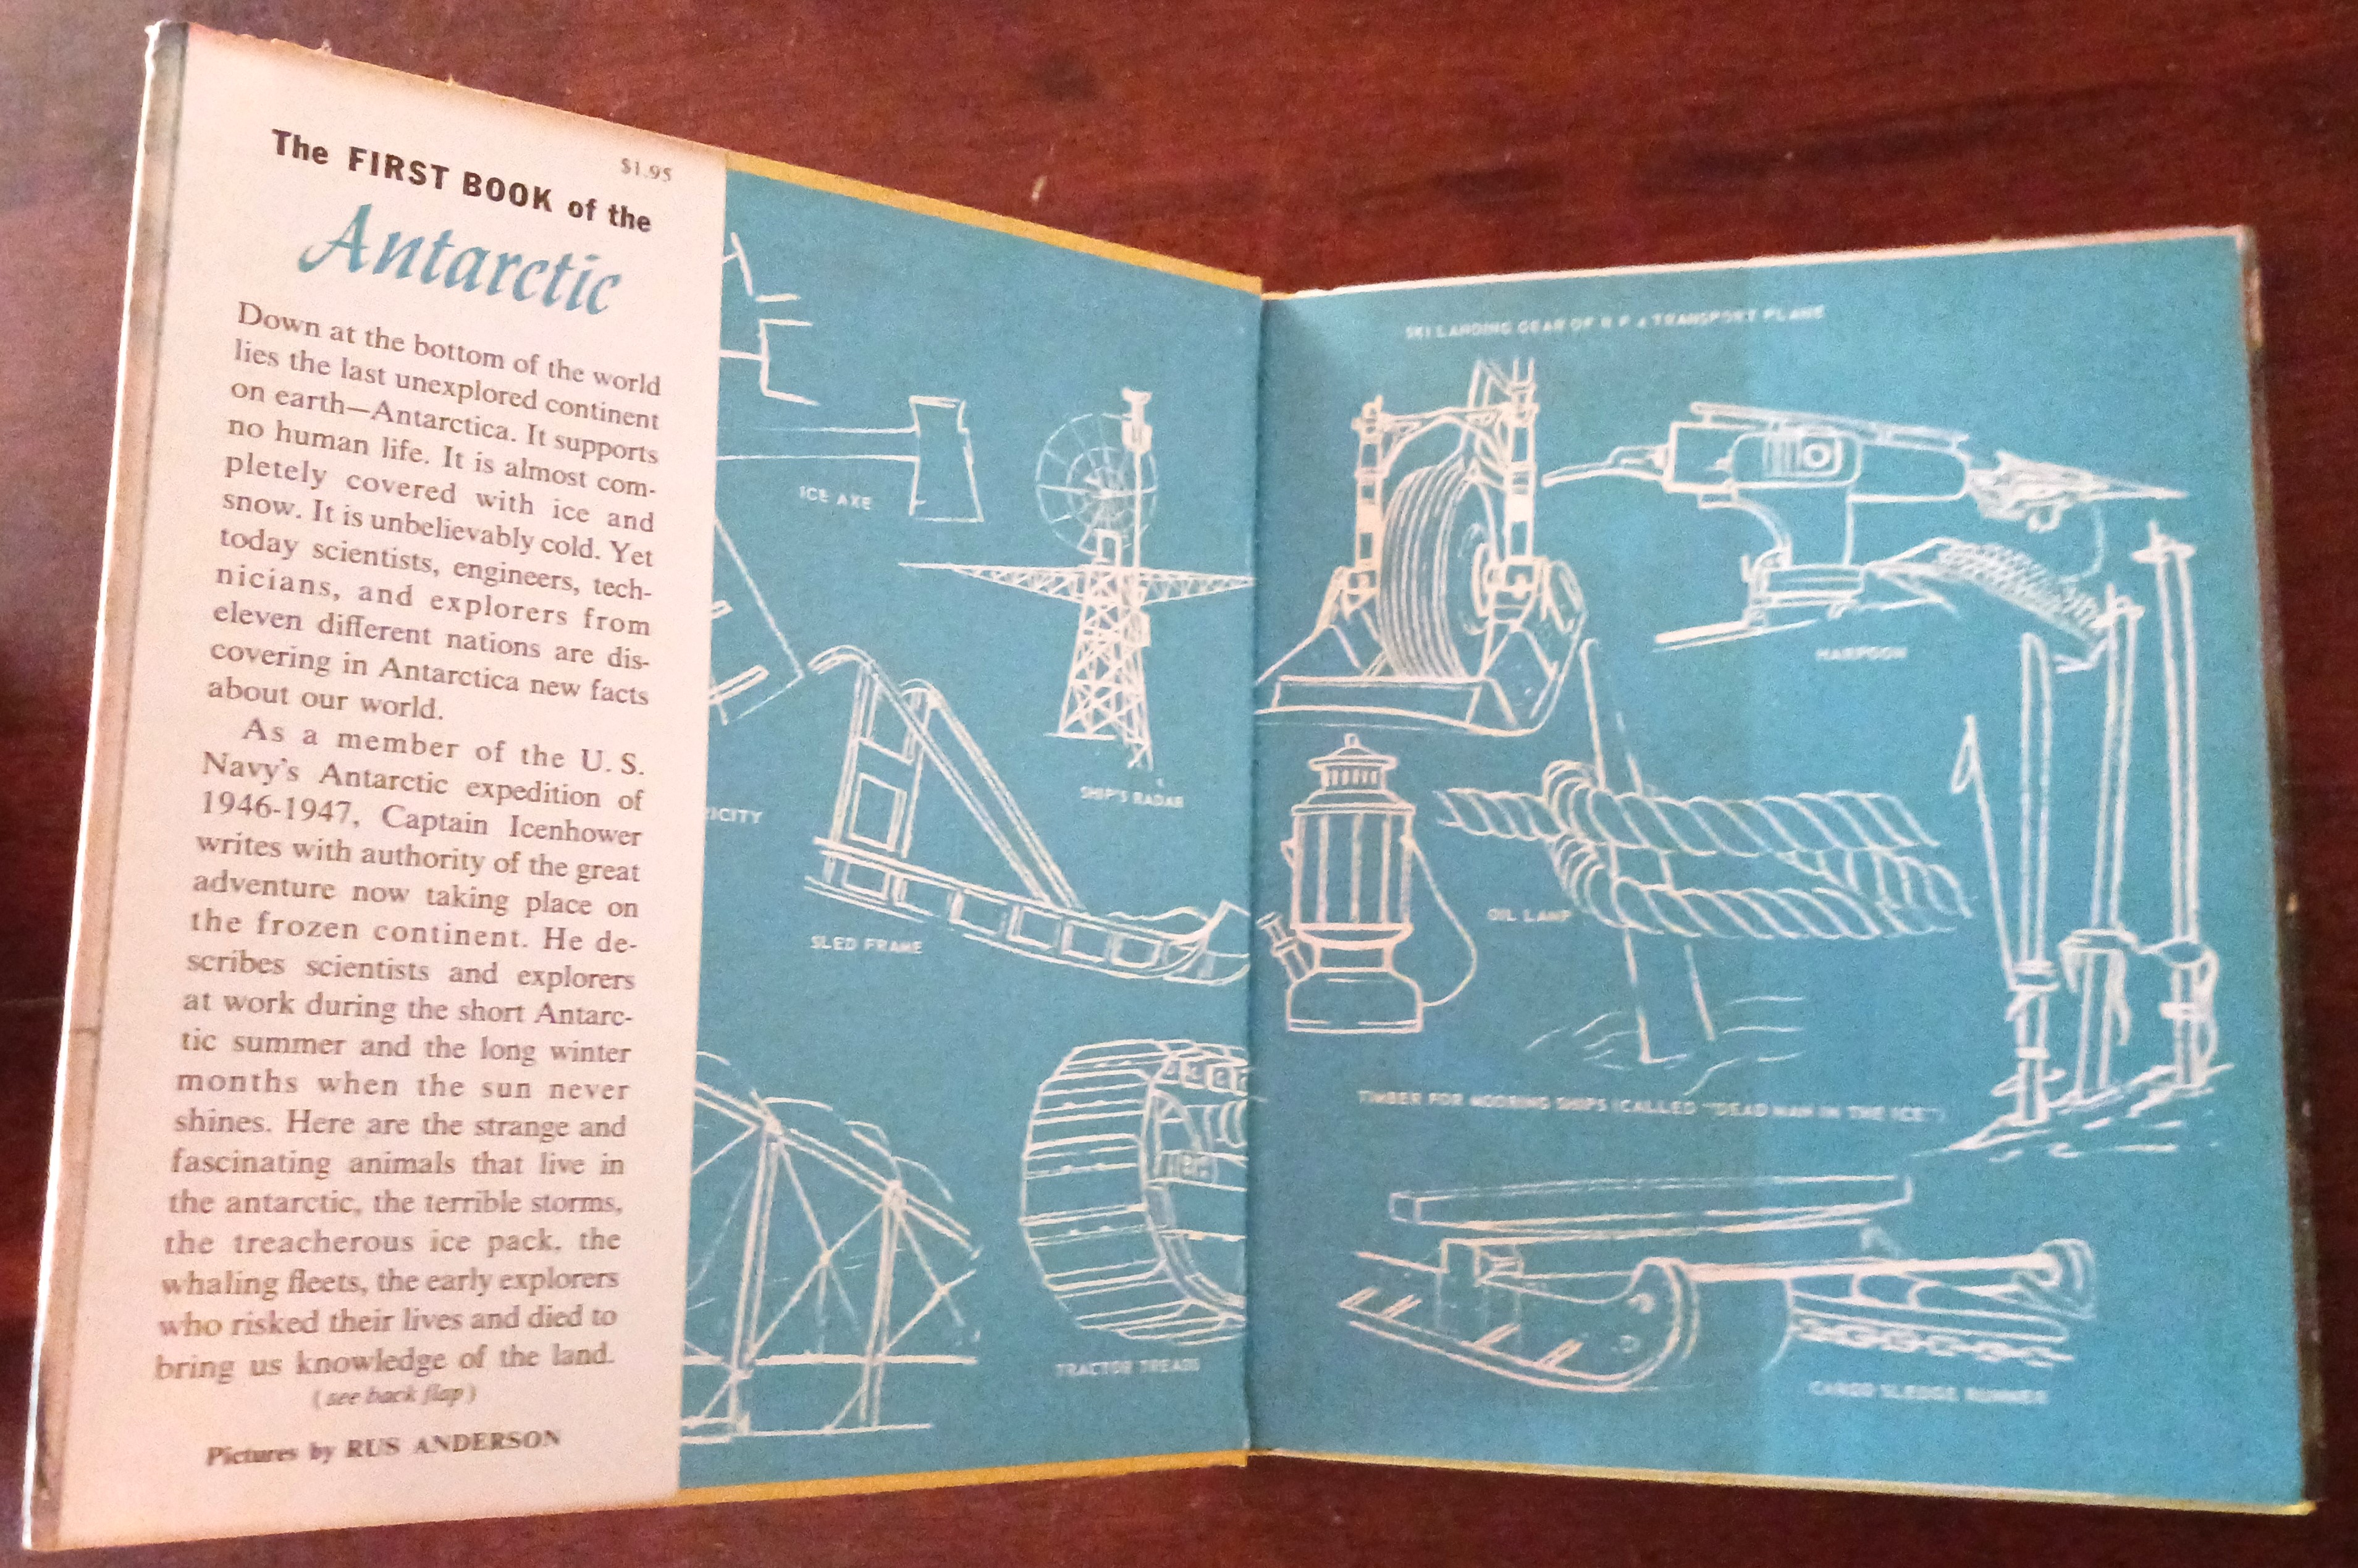 $1.95
The FIRST BOOK of the
Antarctic
Down at the bottom of the world
lies the last unexplored continent
on earth—Antarctica. It supports
no human life. It is almost com-
pletely covered with ice and
snow. It is unbelievably cold. Yet
today scientists, engineers, tech-
nicians, and explorers from
eleven different nations are dis-
covering in Antarctica new facts
about our world.
As a member of the U. S.
Navy's Antarctic expedition of
1946-1947, Captain Icenhower
writes with authority of the great
adventure now taking place on
the frozen continent. He de-
scribes scientists and explorers
at work during the short Antarc-
tic summer and the long winter
months when the sun never
shines. Here are the strange and
fascinating animals that live in
the antarctic, the terrible storms,
the treacherous ice pack, the
whaling fleets, the early explorers
who risked their lives and died to
bring us knowledge of the land.
(see back flap)
Pictures by RUS ANDERSON
ICE AXE
SHIP'S RADAR
RICITY
SLED FRAME
TRACTOR TREADS
SKI LANDING GEAR OF TRANSPORT PLANE
HARPOON
OIL LAMP
TIMBER FOR MOORING SHIPS (CALLED "DEAD MAN IN THE ICE")
CARGO SLEDGE RUNNER